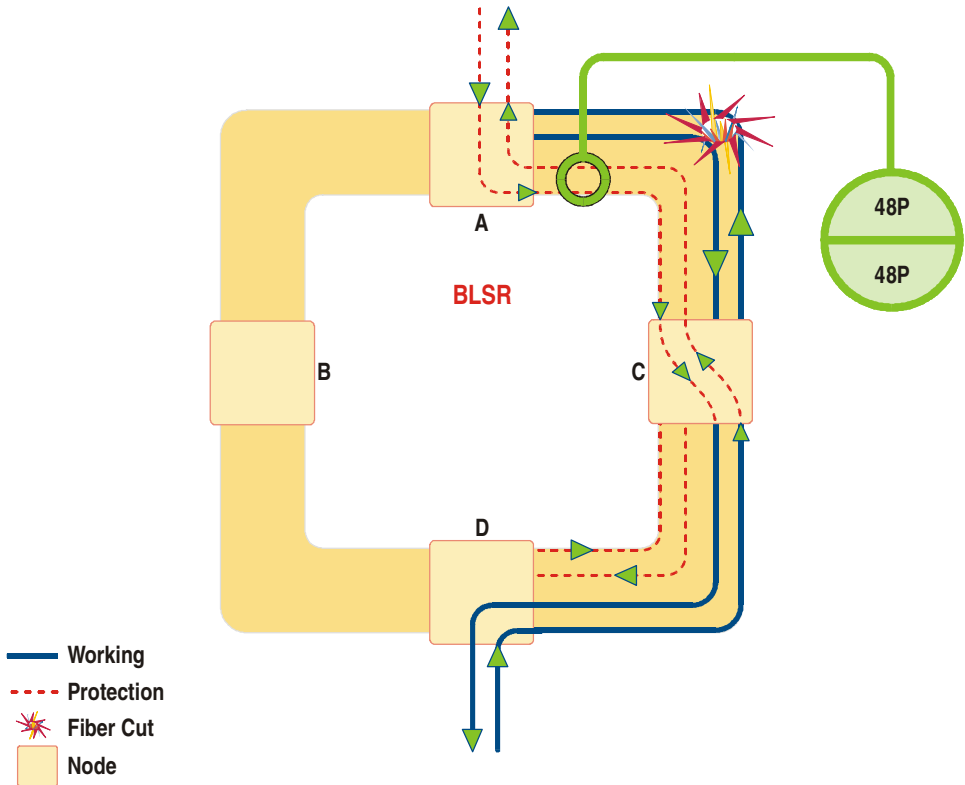 48P
A
48P
BLSR
B
C
D
Working
Protection
Fiber Cut
Node